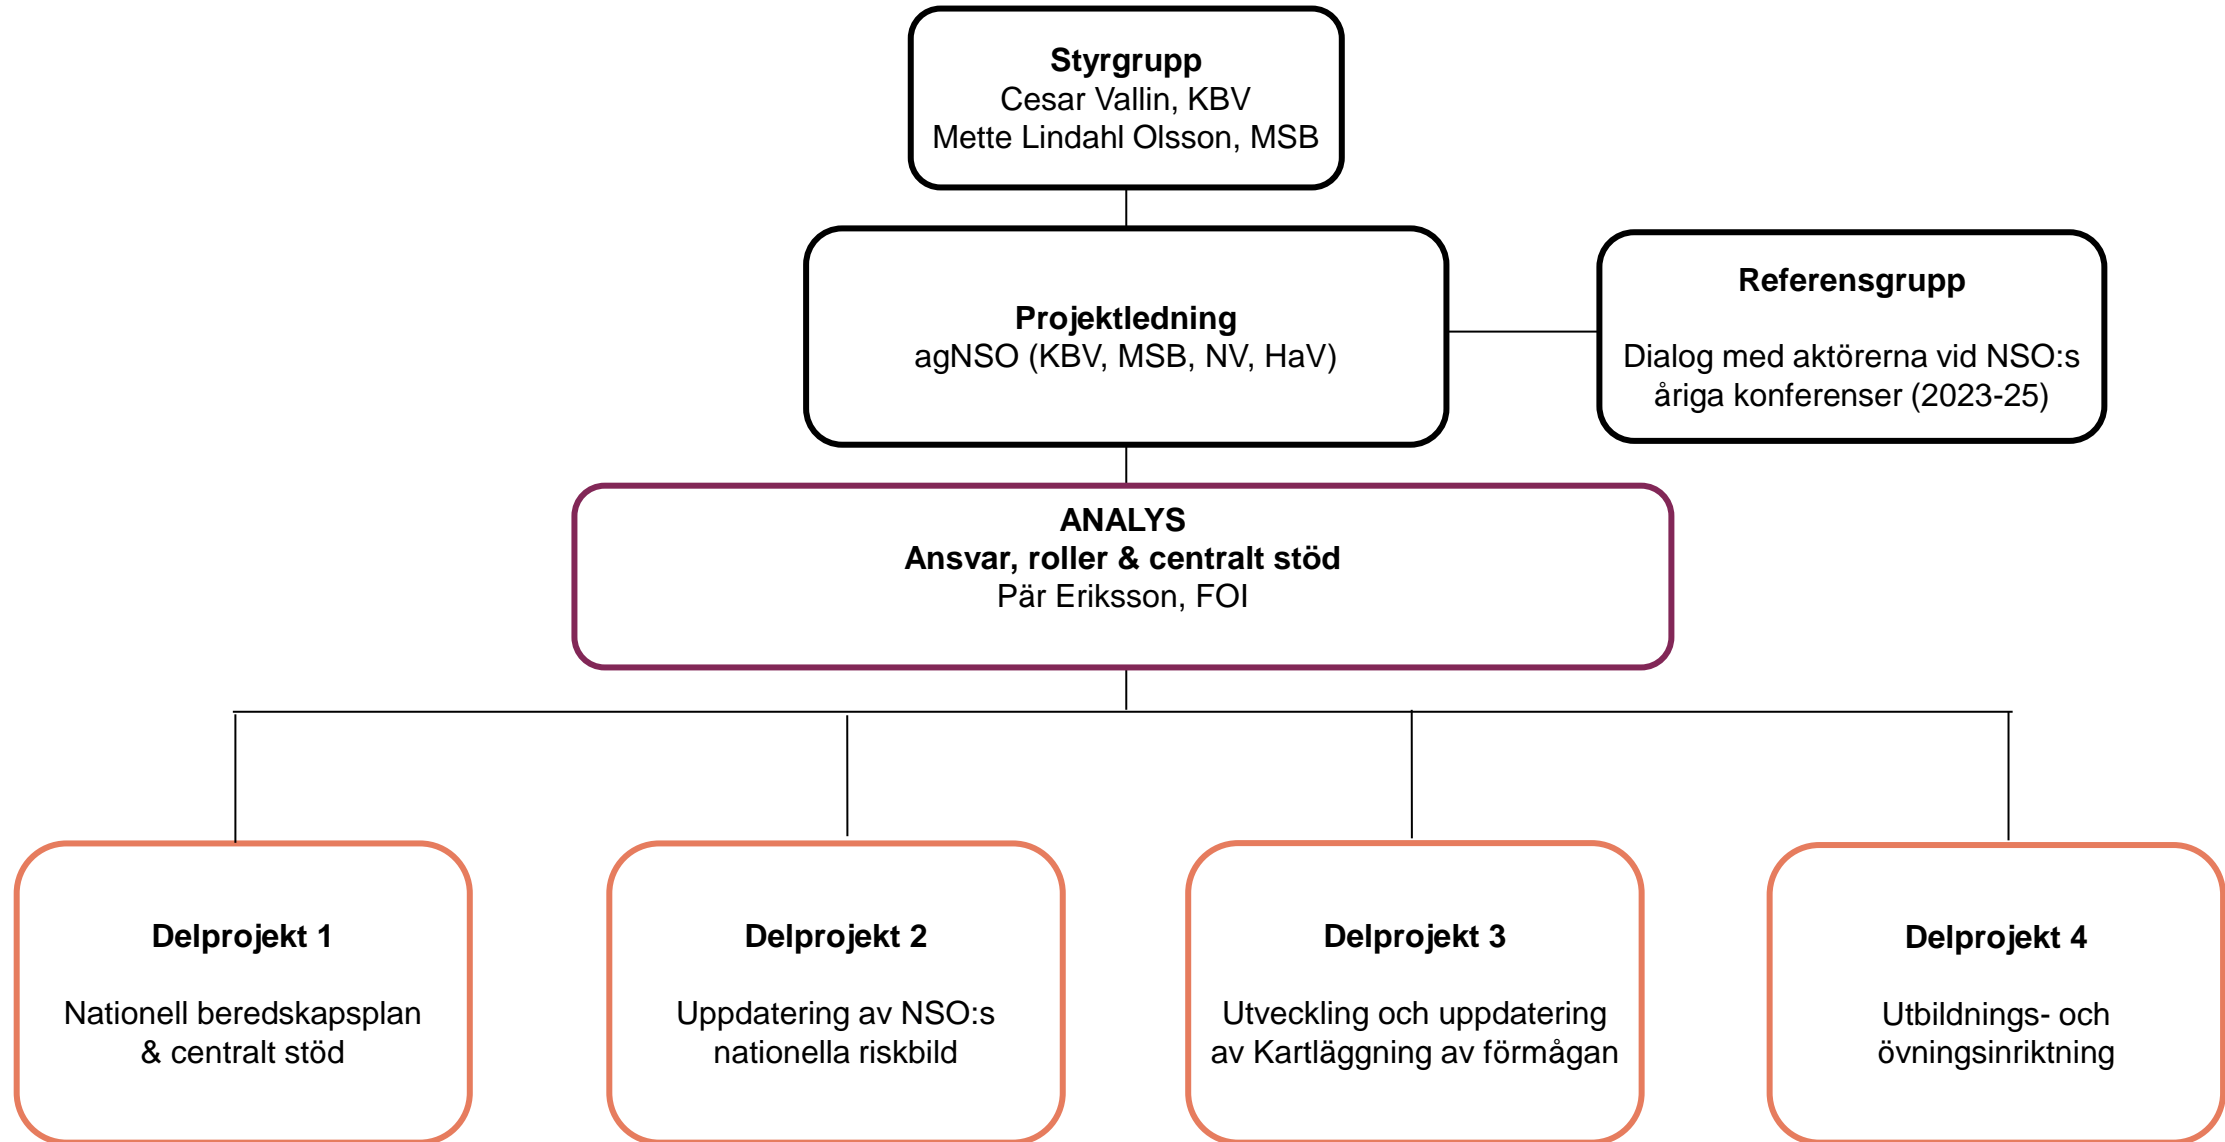 Styrgrupp
Cesar Vallin, KBV
Mette Lindahl Olsson, MSB
Projektledning
agNSO (KBV, MSB, NV, HaV)
Referensgrupp
Dialog med aktörerna vid NSO:s
åriga konferenser (2023-25)
ANALYS
Ansvar, roller & centralt stöd
Pär Eriksson, FOI
Delprojekt 1
Nationell beredskapsplan
& centralt stöd
Delprojekt 2
Uppdatering av NSO:s
nationella riskbild
Delprojekt 3
Utveckling och uppdatering
av Kartläggning av förmågan
Delprojekt 4
Utbildnings- och
övningsinriktning